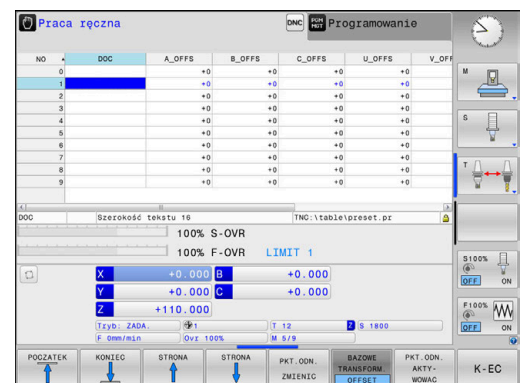 Praca ręczna DNC PGM MGT Programowanie
NO DOC A_OFFS B_OFFS C_OFFS U_OFFS V_OFF
0 +0 +0 +0 +0
1 +0 +0 +0 +0
2 +0 +0 +0 +0
3 +0 +0 +0 +0
4 +0 +0 +0 +0
5 +0 +0 +0 +0
6 +0 +0 +0 +0
7 +0 +0 +0 +0
8 +0 +0 +0 +0
9 +0 +0 +0 +0
M
S
T
DOC Szerokość tekstu 16 TNC:\table\preset.pr
100% S-OVR
100% F-OVR LIMIT 1
X +0.000 B +0.000
Y +0.000 C +0.000
Z +110.000
Tryb: ZADA. 1 T 12 Z S 1800
F 0mm/min Ovr 100% M 5/9
S100%
OFF ON
F100%
OFF ON
POCZATEK KONIEC STRONA STRONA PKT.ODN. ZMIENIC BAZOWE TRANSFORM. OFFSET PKT.ODN. AKTY- WOWAC K-EC